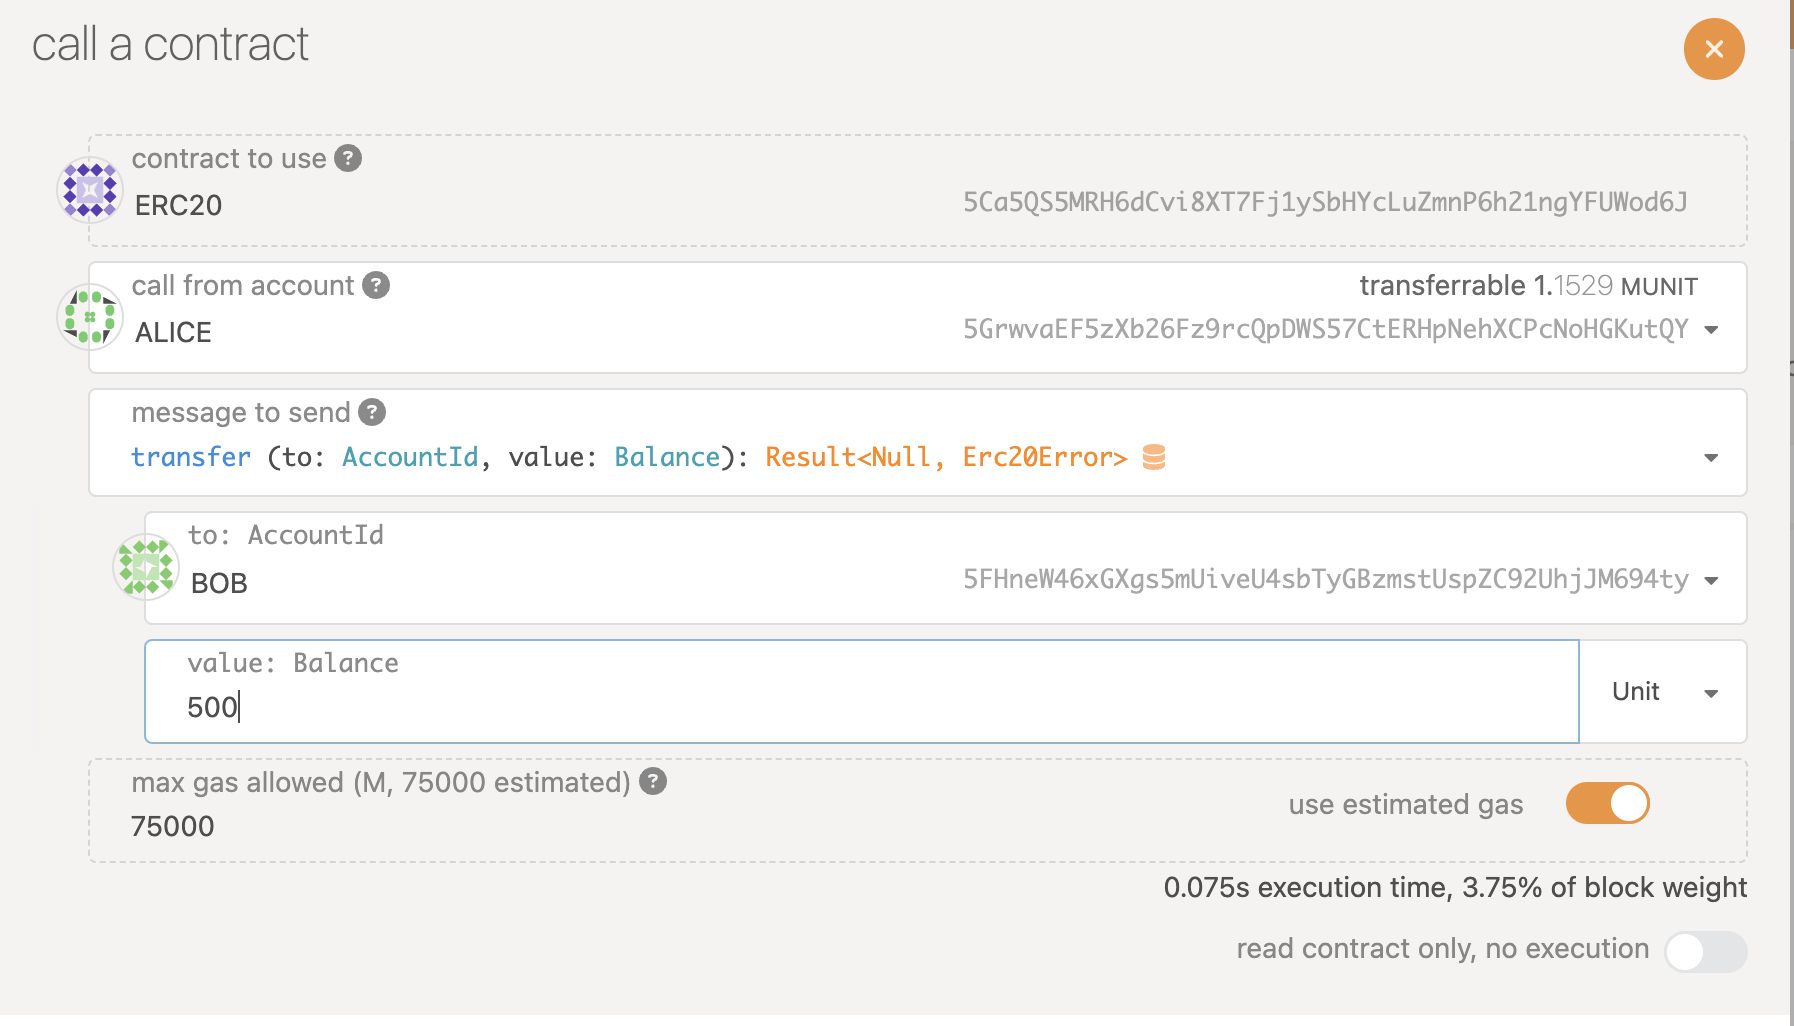 call a contract
contract to use ?
ERC20 5Ca5QS5MRH6dCvi8XT7Fj1ySbHYcLuZmnP6h21ngYFUWod6J
call from account ? transferrable 1.1529 MUNIT
ALICE 5GrwvaEF5zXb26Fz9rcQpDWS57CtERHpNehXCPcNoHGKutQY
message to send ?
transfer (to: AccountId, value: Balance): Result<Null, Erc20Error>
to: AccountId
BOB 5FHneW46xGXgs5mUiveU4sbTyGBzmstUspZC92UhjJM694ty
value: Balance
500 Unit
max gas allowed (M, 75000 estimated) ?
75000 use estimated gas
0.075s execution time, 3.75% of block weight
read contract only, no execution